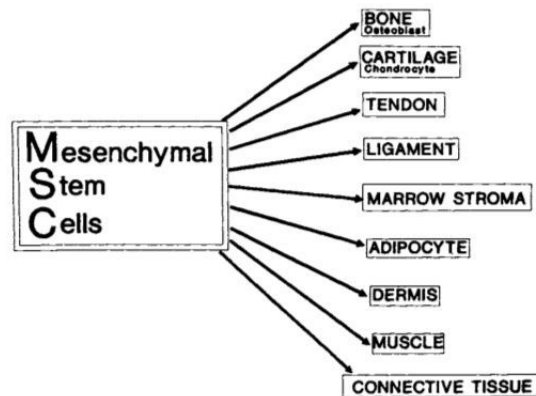 BONE
Osteoblast
CARTILAGE
Chondrocyte
TENDON
Mesenchymal
Stem
Cells
LIGAMENT
MARROW STROMA
ADIPOCYTE
DERMIS
MUSCLE
CONNECTIVE TISSUE